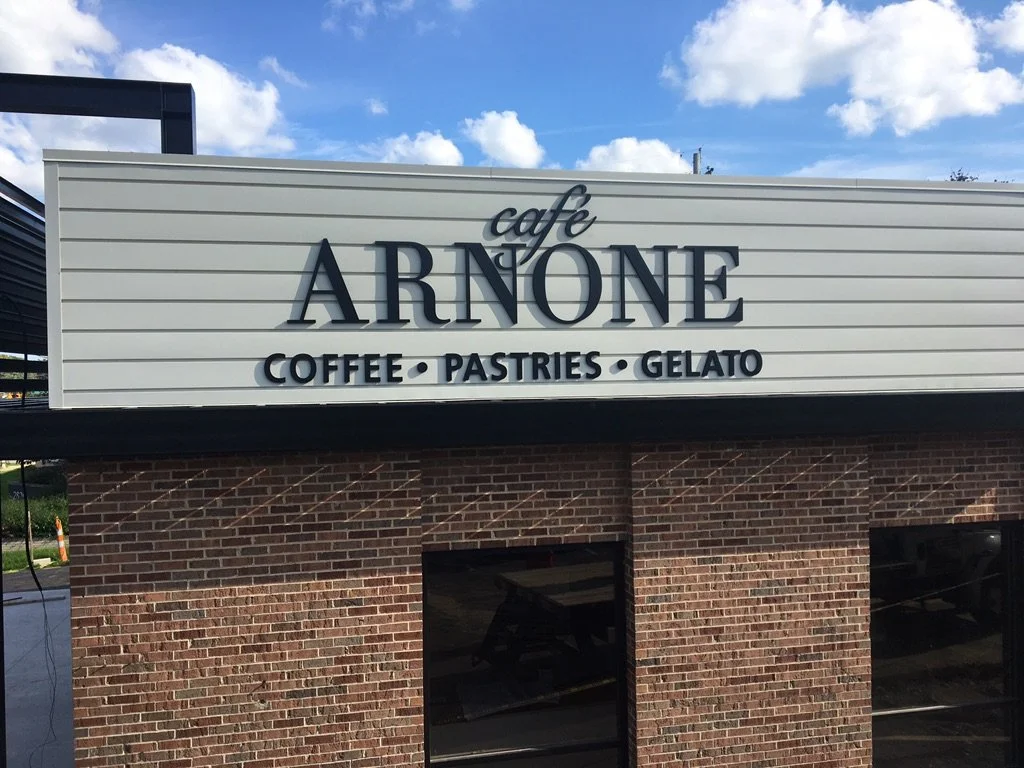 café
ARNONE
COFFEE • PASTRIES • GELATO